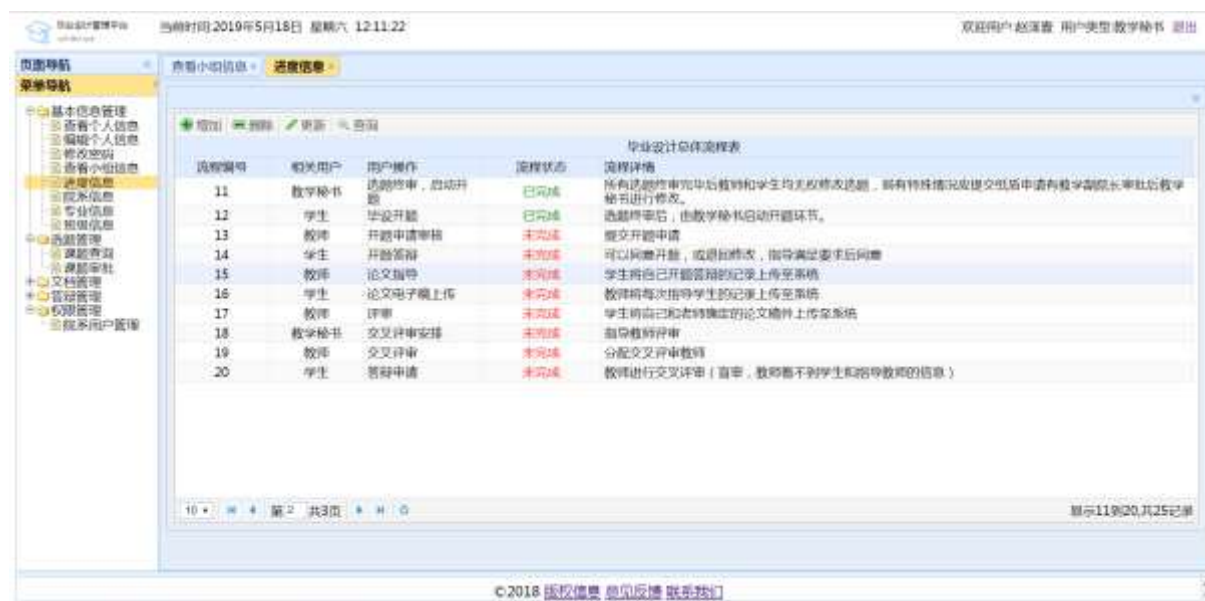 毕业设计管理平台
当前时间:2019年5月18日 星期六 12:11:22
用户类型:教学秘书 退出
页面导航
查看小组信息
进度信息
菜单导航
基本信息管理
查看个人信息
编辑个人信息
修改密码
查看小组信息
进度信息
院系信息
专业信息
班级信息
选题管理
课题查询
课题审批
文档管理
答辩管理
权限管理
院系用户管理
增加 删除 更新 查询
毕业设计总体流程表
流程编号 相关用户 用户操作 流程状态 流程详情
11 教学秘书 选题终审,启动开题 已完成 所有选题终审完毕后教师和学生均无权修改选题,如有特殊情况应提交纸质申请有教学副院长审批后教学秘书进行修改。
12 学生 毕设开题 已完成 选题终审后,由教学秘书启动开题环节。
13 教师 开题申请审核 未完成 提交开题申请
14 学生 开题答辩 未完成 可以同意开题,或退回修改,指导满足要求后同意
15 教师 论文指导 未完成 学生将自己开题答辩的记录上传至系统
16 学生 论文电子稿上传 未完成 教师将每次指导学生的记录上传至系统
17 教师 评审 未完成 学生将自己和老师确定的论文稿件上传至系统
18 教学秘书 交叉评审安排 未完成 指导教师评审
19 教师 交叉评审 未完成 分配交叉评审教师
20 学生 答辩申请 未完成 教师进行交叉评审(盲审,教师看不到学生和指导教师的信息)
10 第 2 共3页
显示11到20,共25记录
©2018 版权信息 意见反馈 联系我们